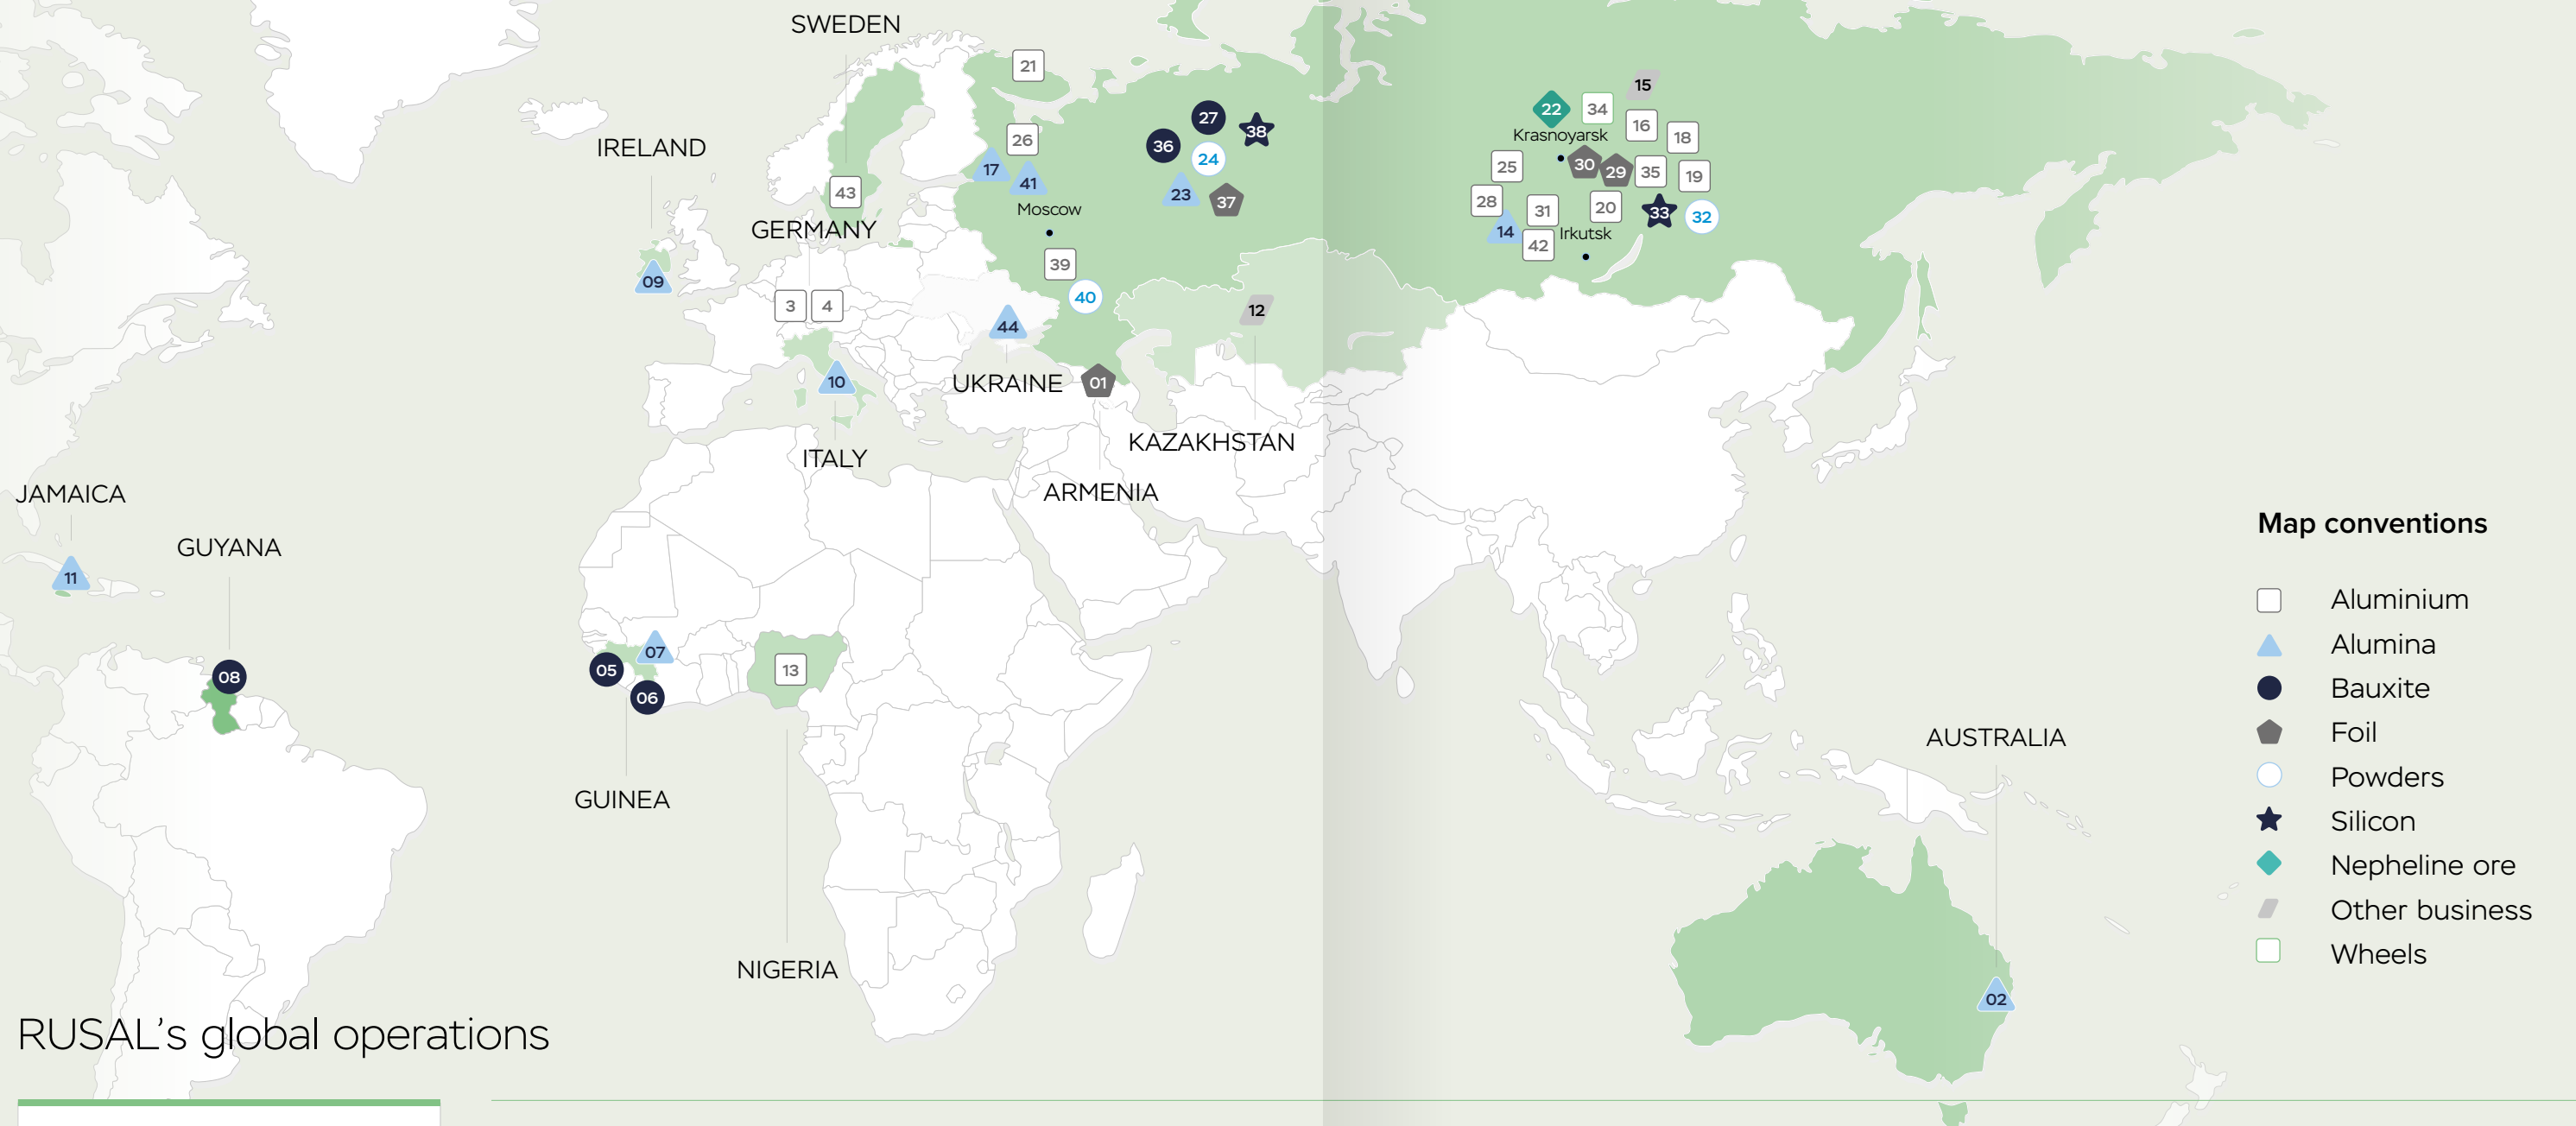 SWEDEN
21
15
22
34
16
18
27
38
36
24
26
Krasnoyarsk
IRELAND
17
41
23
37
25
30
29
35
19
43
Moscow
28
31
20
33
32
14
42
Irkutsk
GERMANY
09
39
40
3
4
12
44
10
UKRAINE
01
KAZAKHSTAN
ITALY
ARMENIA
JAMAICA
GUYANA
11
08
05
07
06
13
GUINEA
NIGERIA
AUSTRALIA
02
Map conventions
Aluminium
Alumina
Bauxite
Foil
Powders
Silicon
Nepheline ore
Other business
Wheels
RUSAL’s global operations